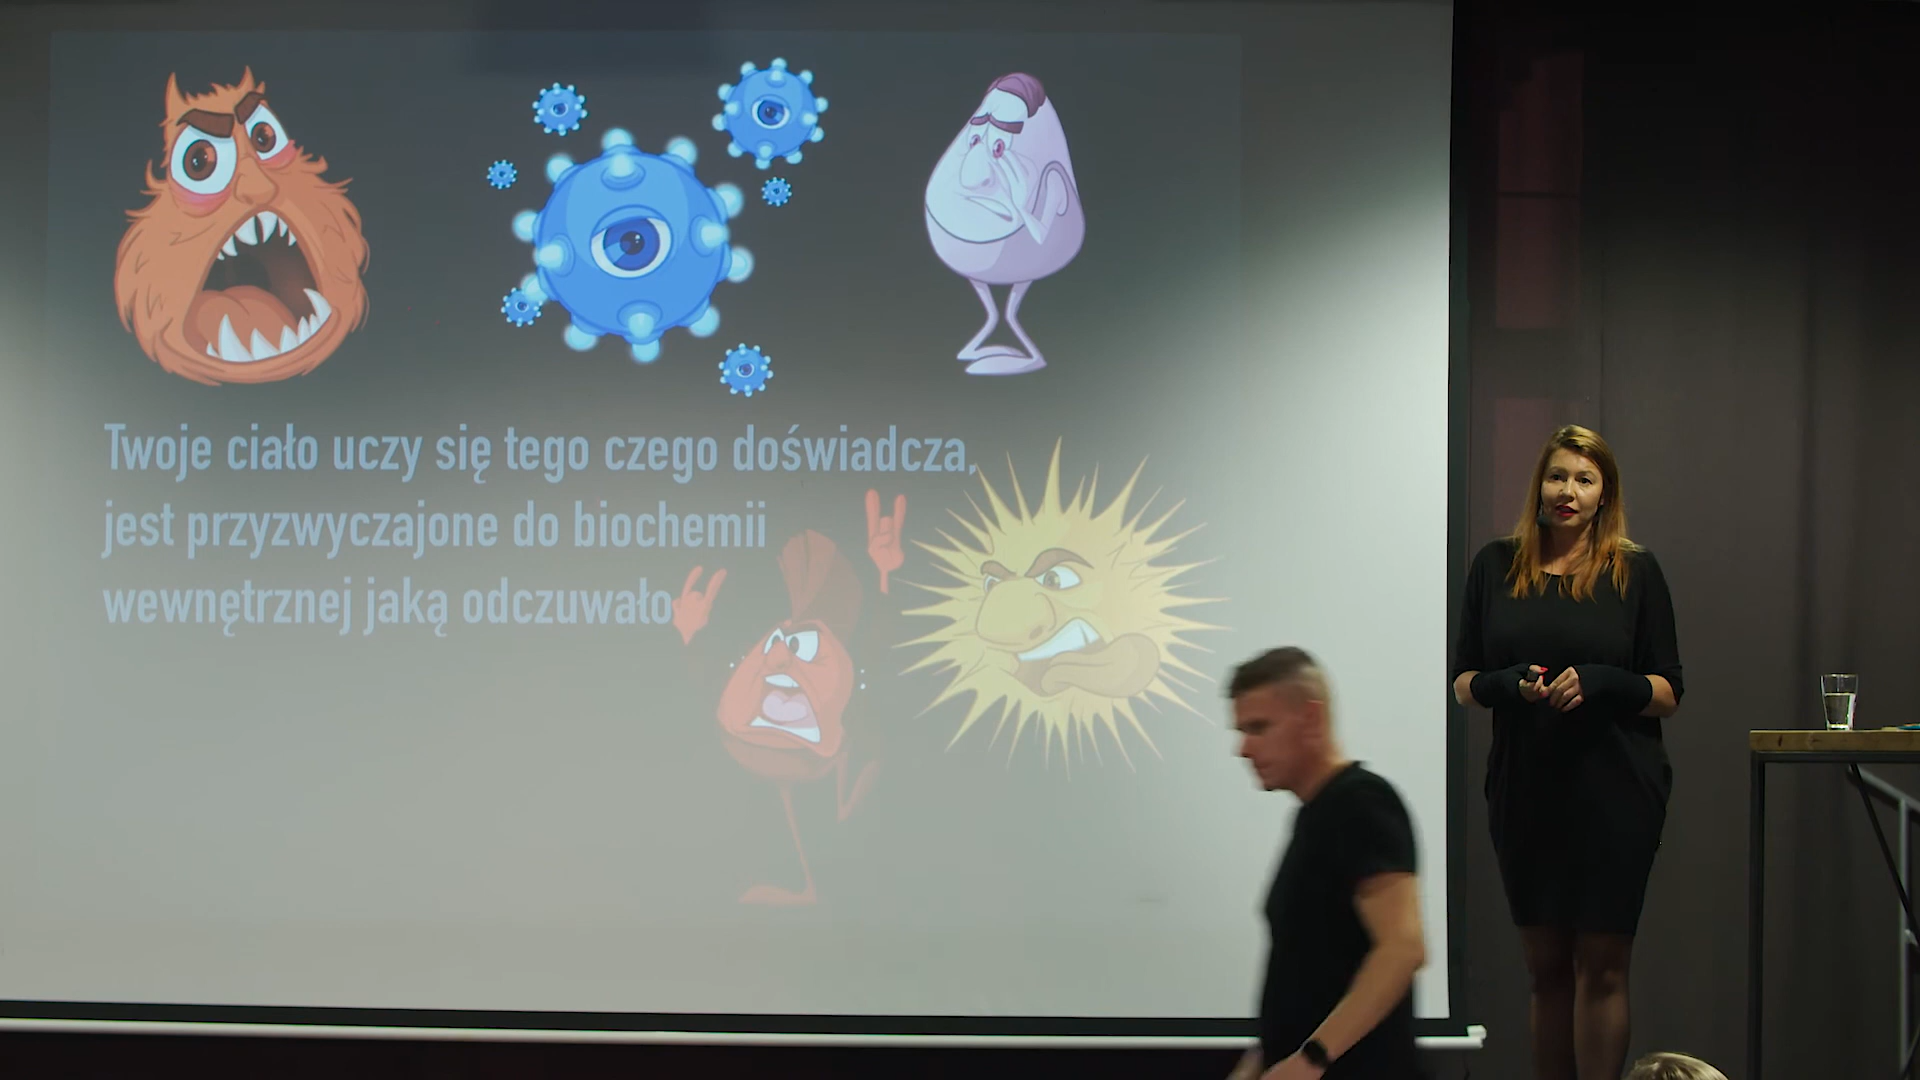 Twoje ciało uczy się tego czego doświadcza,
jest przyzwyczajone do biochemii
wewnętrznej jaką odczuwało